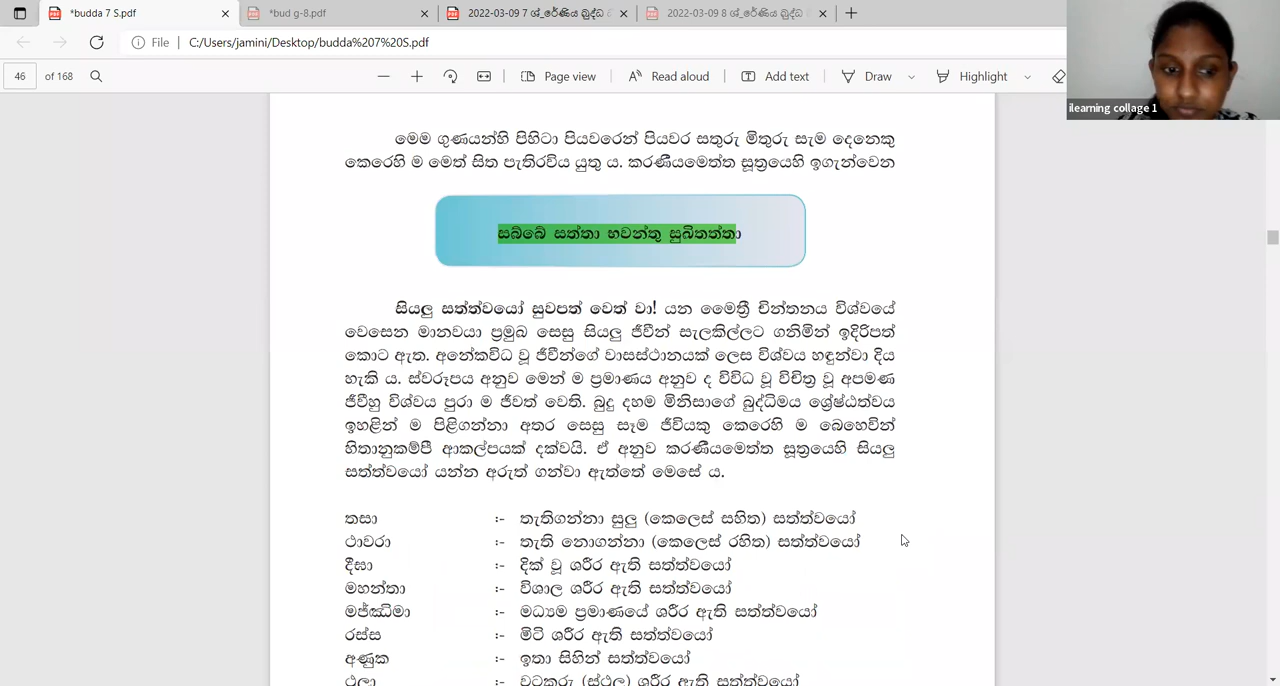 *budda 7 S.pdf
*bud g-8.pdf
2022-03-09 7 ශ්‍රේණිය බුද්ධ
2022-03-09 8 ශ්‍රේණිය බුද්ධ
File
C:/Users/jamini/Desktop/budda%207%20S.pdf
46 of 168
Page view
Read aloud
Add text
Draw
Highlight
ilearning collage 1
මෙම ගුණයන්හි පිහිටා පියවරෙන් පියවර සතුරු මිතුරු සැම දෙනෙකු
කෙරෙහි ම මෙත් සිත පැතිරවිය යුතු ය. කරණීයමෙත්ත සූත්‍රයෙහි ඉගැන්වෙන
සබ්බේ සත්තා භවන්තු සුඛිතත්තා
සියලු සත්ත්වයෝ සුවපත් වෙත් වා! යන මෛත්‍රී චින්තනය විශ්වයේ
වෙසෙන මානවයා ප්‍රමුඛ සෙසු සියලු ජීවීන් සැලකිල්ලට ගනිමින් ඉදිරිපත්
කොට ඇත. අනේකවිධ වූ ජීවීන්ගේ වාසස්ථානයක් ලෙස විශ්වය හඳුන්වා දිය
හැකි ය. ස්වරූපය අනුව මෙන් ම ප්‍රමාණය අනුව ද විවිධ වූ විචිත්‍ර වූ අපමණ
ජීවීහු විශ්වය පුරා ම ජීවත් වෙති. බුදු දහම මිනිසාගේ බුද්ධිමය ශ්‍රේෂ්ඨත්වය
ඉහළින් ම පිළිගන්නා අතර සෙසු සෑම ජීවියකු කෙරෙහි ම බෙහෙවින්
හිතානුකම්පී ආකල්පයක් දක්වයි. ඒ අනුව කරණීයමෙත්ත සූත්‍රයෙහි සියලු
සත්ත්වයෝ යන්න අරුත් ගන්වා ඇත්තේ මෙසේ ය.
තසා :- තැතිගන්නා සුලු (කෙලෙස් සහිත) සත්ත්වයෝ
ථාවරා :- තැති නොගන්නා (කෙලෙස් රහිත) සත්ත්වයෝ
දීඝා :- දික් වූ ශරීර ඇති සත්ත්වයෝ
මහන්තා :- විශාල ශරීර ඇති සත්ත්වයෝ
මජ්ඣිමා :- මධ්‍යම ප්‍රමාණයේ ශරීර ඇති සත්ත්වයෝ
රස්ස :- මිටි ශරීර ඇති සත්ත්වයෝ
අණුක :- ඉතා සිහින් සත්ත්වයෝ
ථූලා :- වටකුරු (ස්ථූල) ශරීර ඇති සත්ත්වයෝ